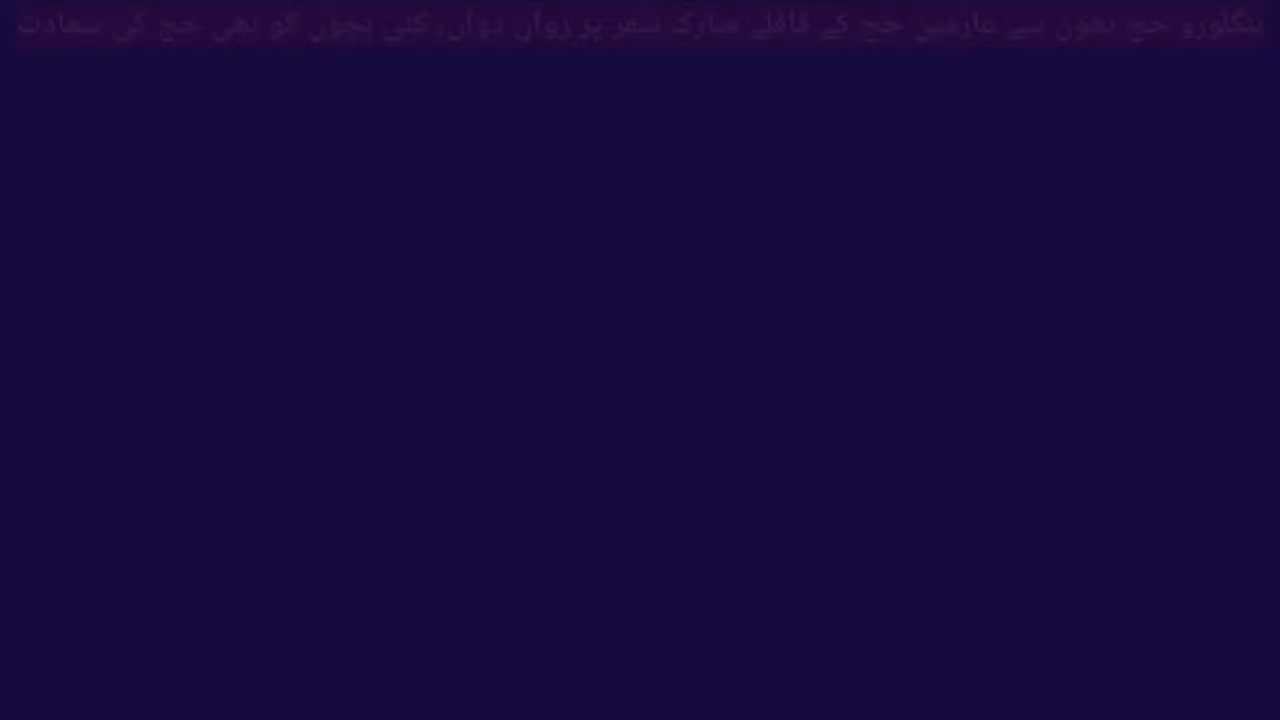 بنگلورو حج بھون سے عازمین حج کے قافلے مبارک سفر پر رواں دواں، کئی بچوں کو بھی حج کی سعادت